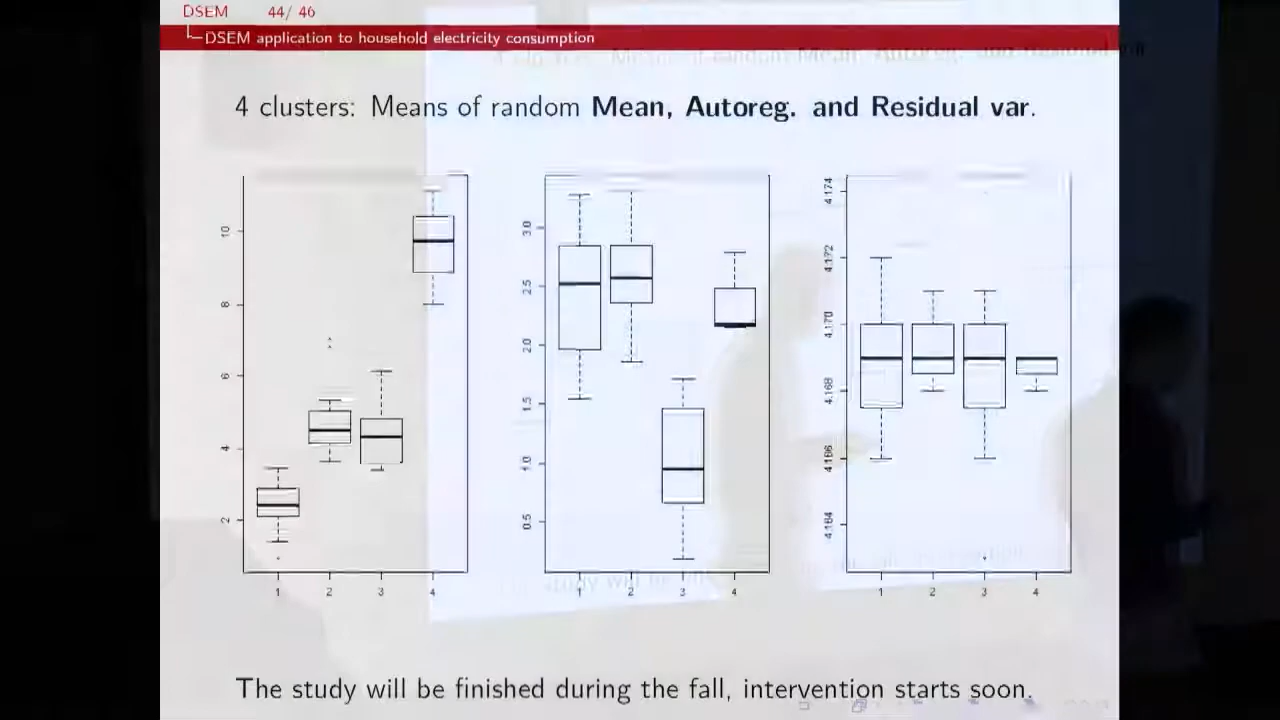 DSEM 44/ 46
DSEM application to household electricity consumption
4 clusters: Means of random Mean, Autoreg. and Residual var.
10
8
6
4
2
1 2 3 4
3.0
2.5
2.0
1.5
1.0
0.5
1 2 3 4
4.174
4.172
4.170
4.168
4.166
4.164
1 2 3 4
The study will be finished during the fall, intervention starts soon.